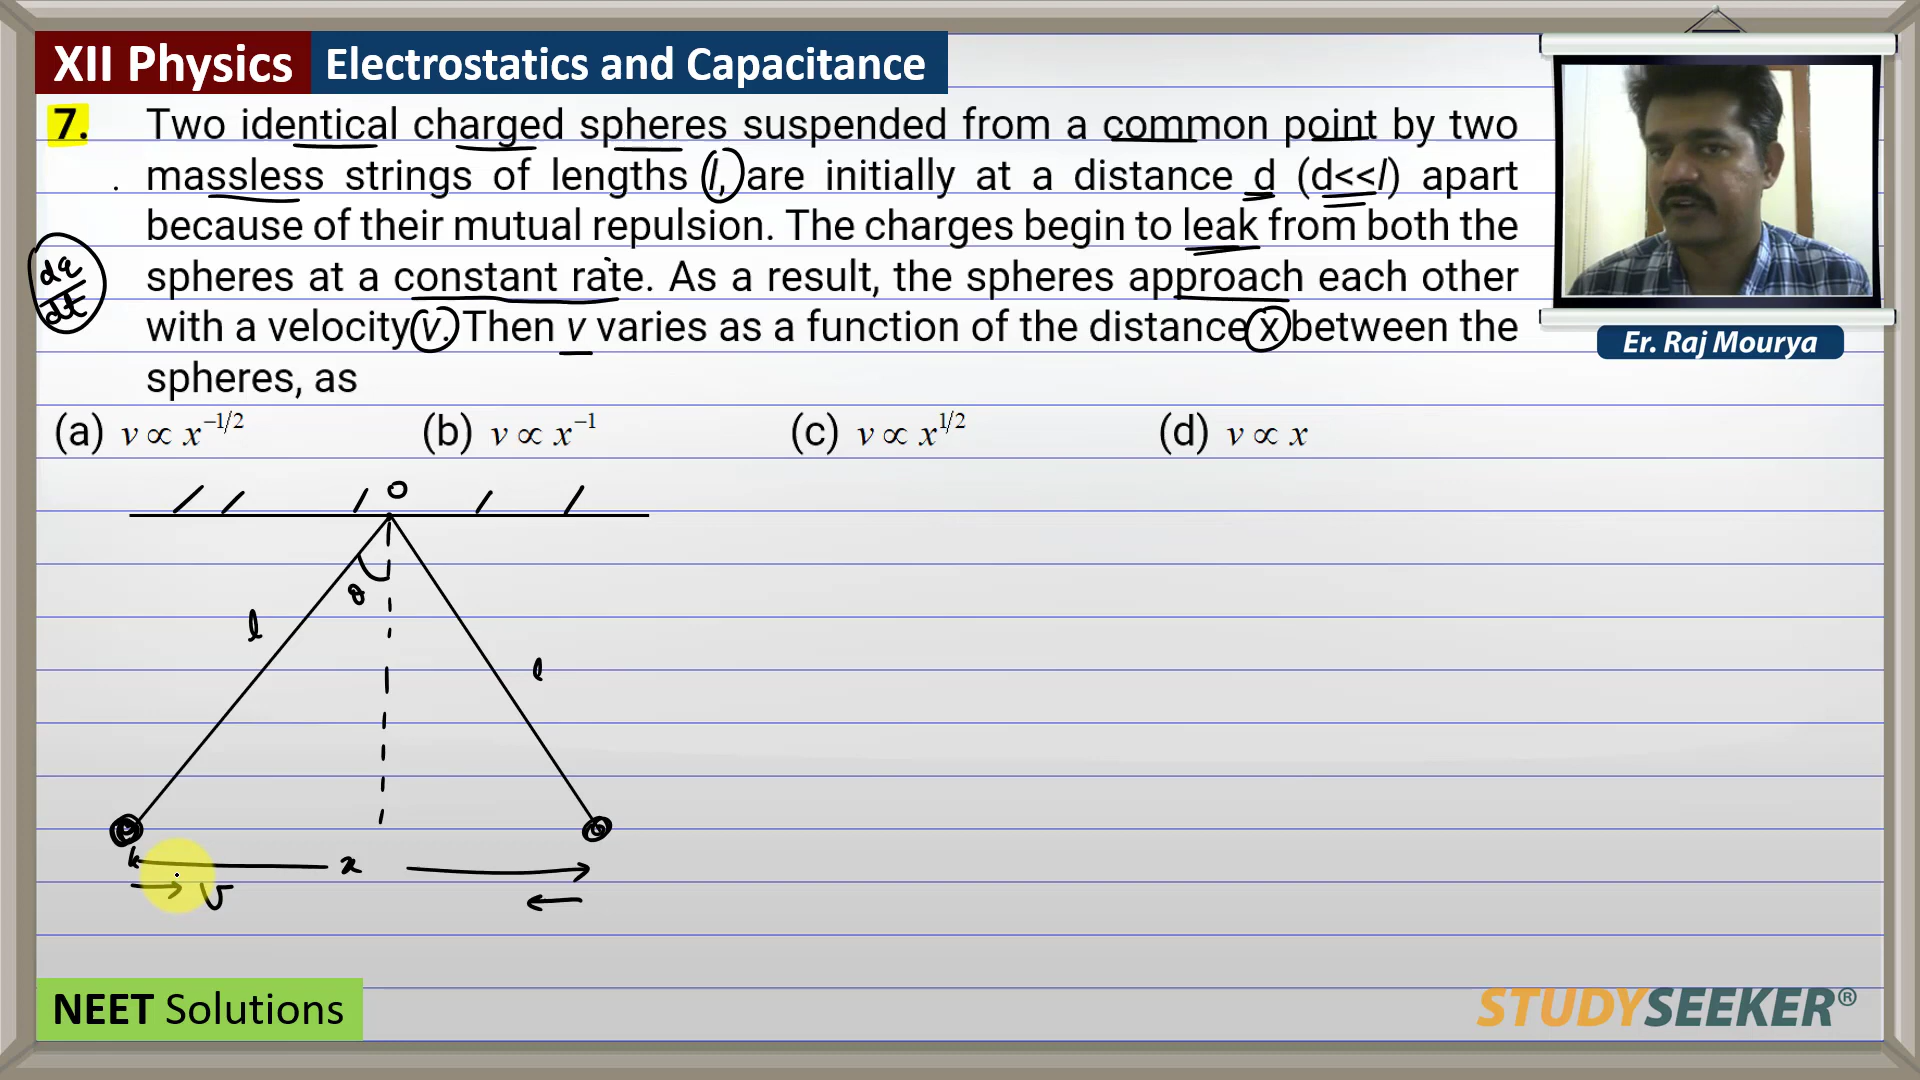 XII Physics Electrostatics and Capacitance
7. Two identical charged spheres suspended from a common point by two
massless strings of lengths l, are initially at a distance d (d<<l) apart
because of their mutual repulsion. The charges begin to leak from both the
spheres at a constant rate. As a result, the spheres approach each other
with a velocity v. Then v varies as a function of the distance x between the
spheres, as
dq/dt
Er. Raj Mourya
(a) v ∝ x^{-1/2} (b) v ∝ x^{-1} (c) v ∝ x^{1/2} (d) v ∝ x
O
θ
l
l
x
v
NEET Solutions
STUDYSEEKER®